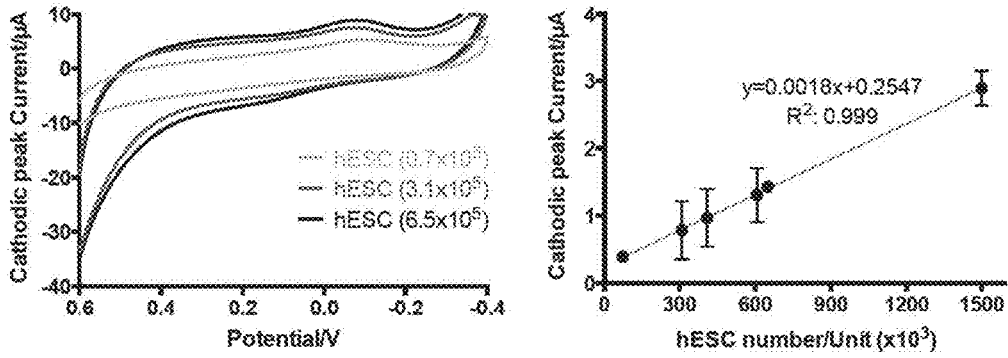 Cathodic peak Current/µA
10
0
-10
-20
-30
-40
hESC (0.7x10⁵)
hESC (3.1x10⁵)
hESC (6.5x10⁵)
0.6
0.4
0.2
0.0
-0.2
-0.4
Potential/V
Cathodic peak Current/µA
4
3
2
1
0
y=0.0018x+0.2547
R²: 0.999
0
300
600
900
1200
1500
hESC number/Unit (x10³)